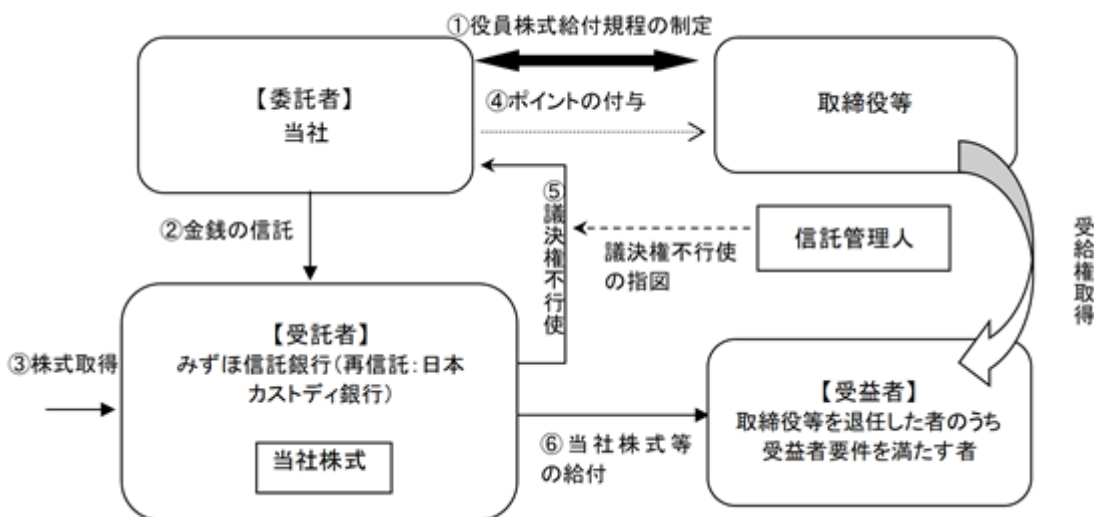 ①役員株式給付規程の制定
【委託者】
当社
④ポイントの付与
取締役等
②金銭の信託
⑤議決権不行使
議決権不行使
の指図
信託管理人
受給権取得
③株式取得
【受託者】
みずほ信託銀行(再信託:日本
カストディ銀行)
当社株式
⑥当社株式等
の給付
【受益者】
取締役等を退任した者のうち
受益者要件を満たす者